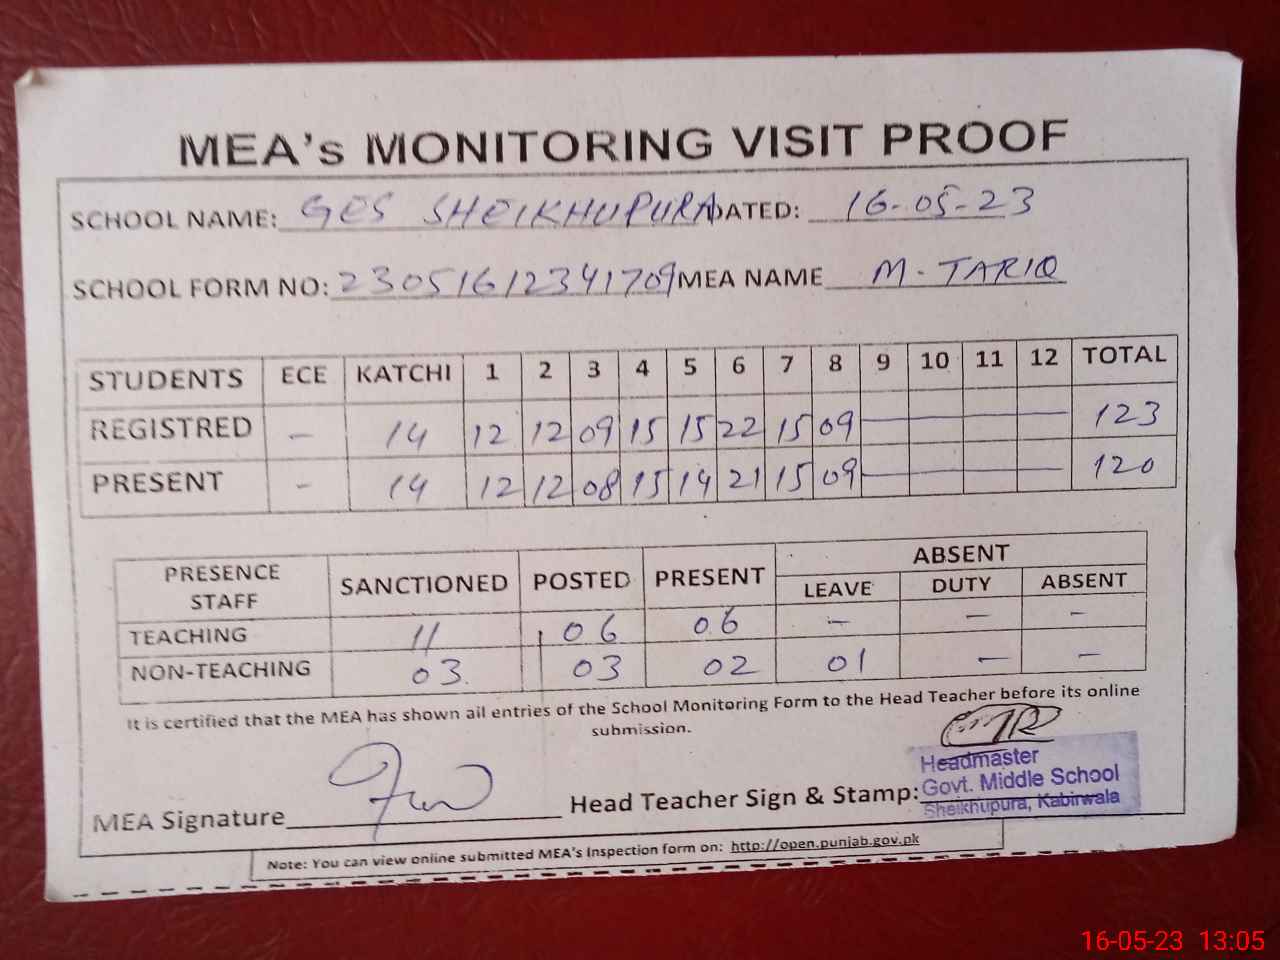 MEA's MONITORING VISIT PROOF
SCHOOL NAME: GES SHEIKHUPURA DATED: 16-05-23
SCHOOL FORM NO: 23051612341709 MEA NAME M-TARIQ
STUDENTS ECE KATCHI 1 2 3 4 5 6 7 8 9 10 11 12 TOTAL
REGISTRED - 14 12 12 09 15 15 22 15 09 123
PRESENT - 14 12 12 08 15 14 21 15 09 120
PRESENCE STAFF SANCTIONED POSTED PRESENT ABSENT
LEAVE DUTY ABSENT
TEACHING 11 06 06 - - -
NON-TEACHING 03 03 02 01 - -
It is certified that the MEA has shown all entries of the School Monitoring Form to the Head Teacher before its online
submission.
MEA Signature
Head Teacher Sign & Stamp:
Headmaster
Govt. Middle School
Sheikhupura, Kabirwala
Note: You can view online submitted MEA's Inspection form on: http://open.punjab.gov.pk
16-05-23 13:05